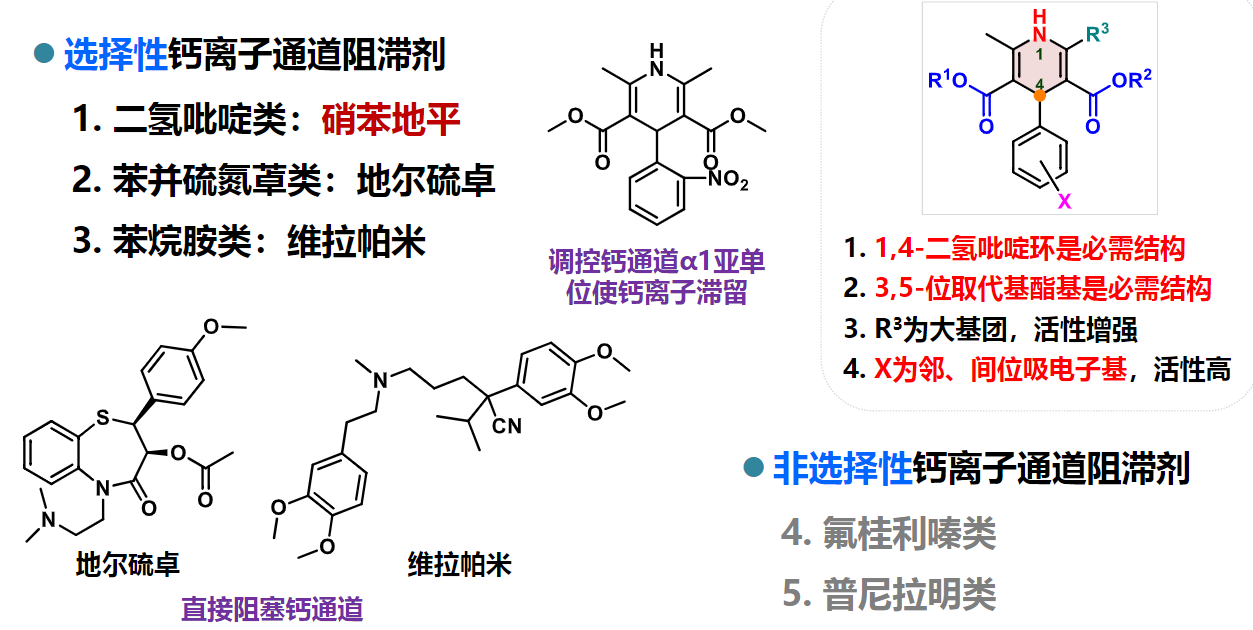 选择性钙离子通道阻滞剂
1. 二氢吡啶类：硝苯地平
2. 苯并硫氮䓬类：地尔硫卓
3. 苯烷胺类：维拉帕米
H
N
O
O
O
O
NO₂
调控钙通道α1亚单
位使钙离子滞留
H
N
R³
1
4
R¹O
OR²
O
O
X
1. 1,4-二氢吡啶环是必需结构
2. 3,5-位取代基酯基是必需结构
3. R³为大基团，活性增强
4. X为邻、间位吸电子基，活性高
O
S
O
N
O
O
N
地尔硫卓
N
O
O
CN
O
O
维拉帕米
直接阻塞钙通道
非选择性钙离子通道阻滞剂
4. 氟桂利嗪类
5. 普尼拉明类